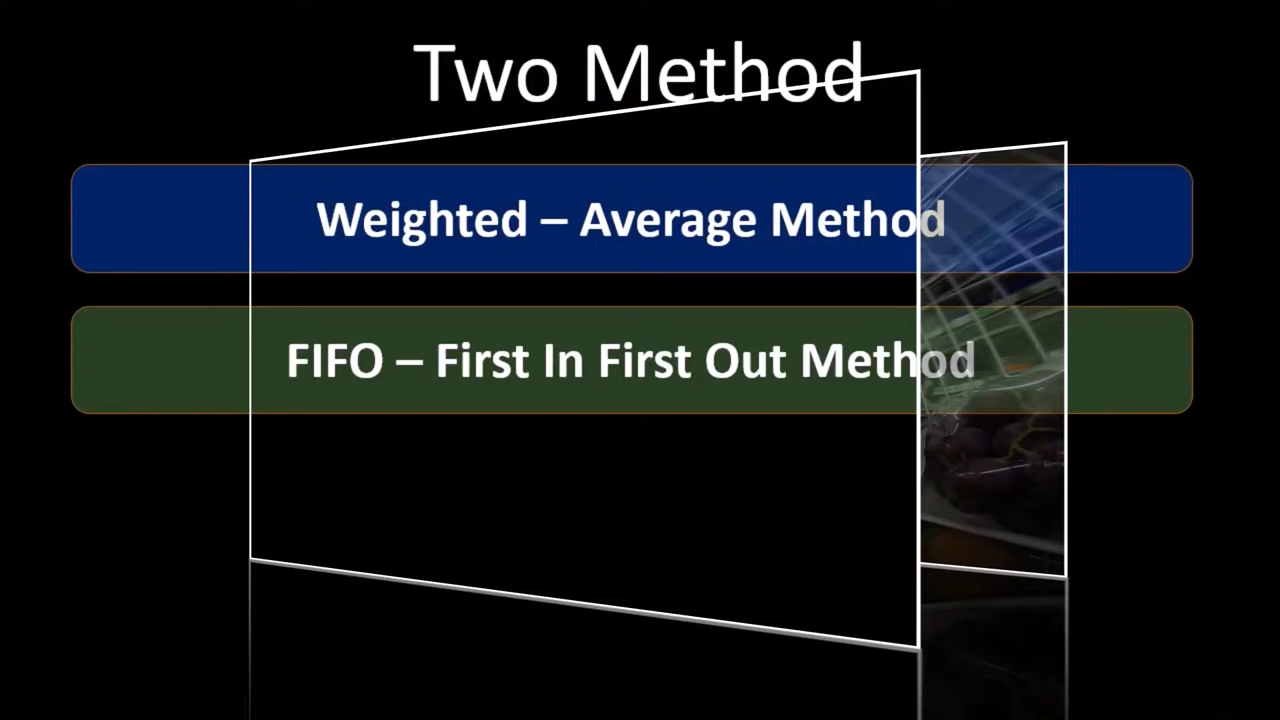 Two Method
Weighted – Average Method
FIFO – First In First Out Method